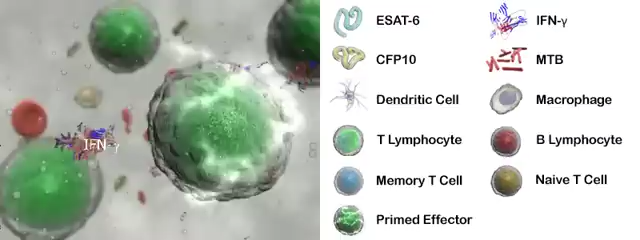 IFN-γ
ESAT-6
IFN-γ
CFP10
MTB
Dendritic Cell
Macrophage
T Lymphocyte
B Lymphocyte
Memory T Cell
Naive T Cell
Primed Effector